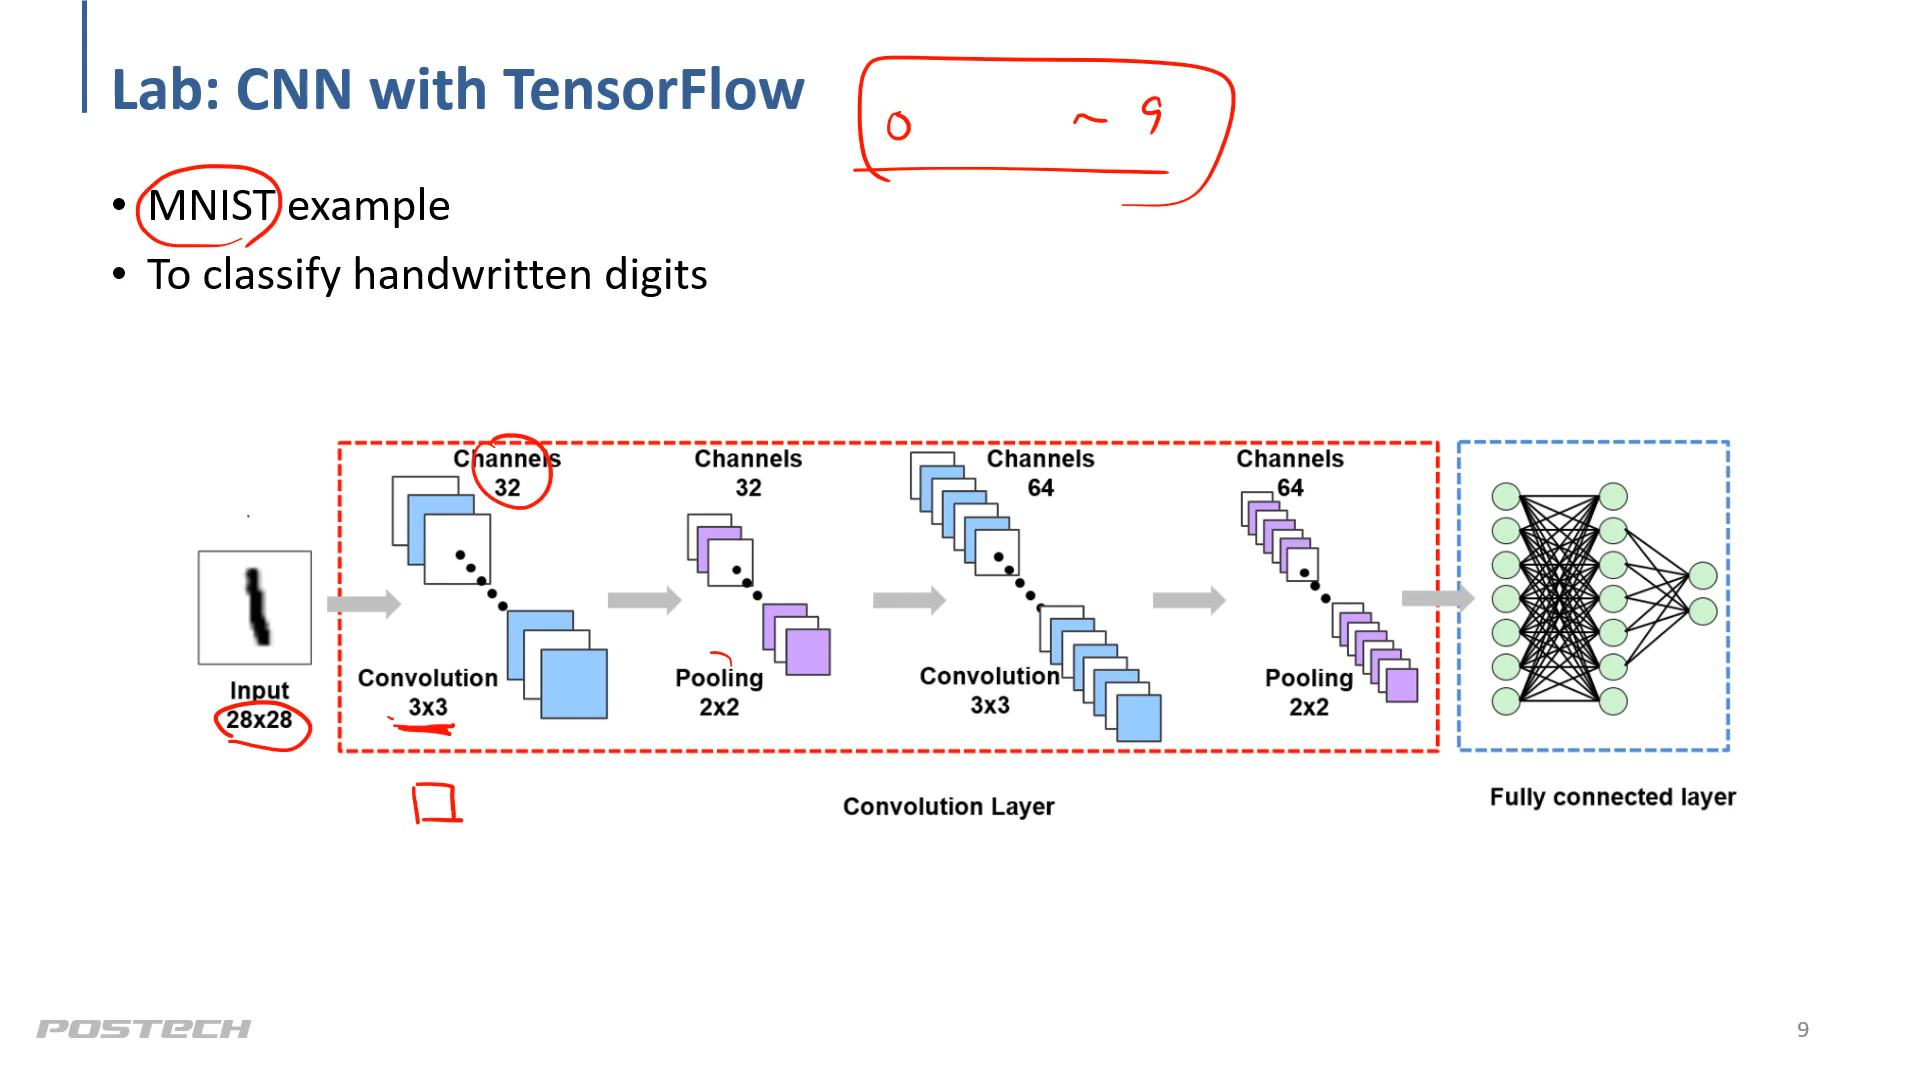 Lab: CNN with TensorFlow
0 ~ 9
• MNIST example
• To classify handwritten digits
Channels
32
Channels
32
Channels
64
Channels
64
Input
28x28
Convolution
3x3
Pooling
2x2
Convolution
3x3
Pooling
2x2
Convolution Layer
Fully connected layer
POSTECH
9